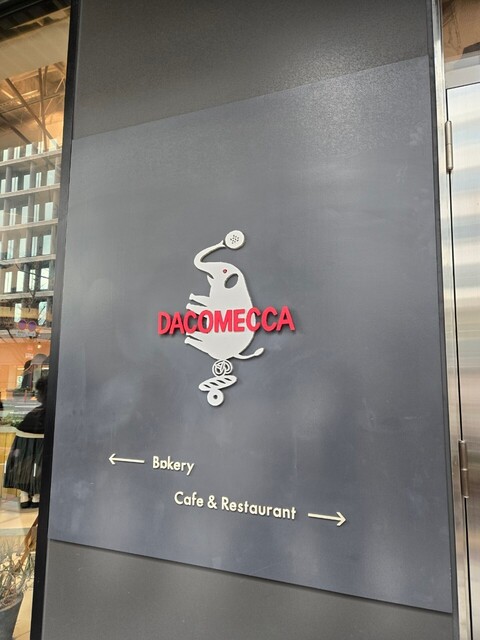 DACOMECCA
← Bakery
Cafe & Restaurant →